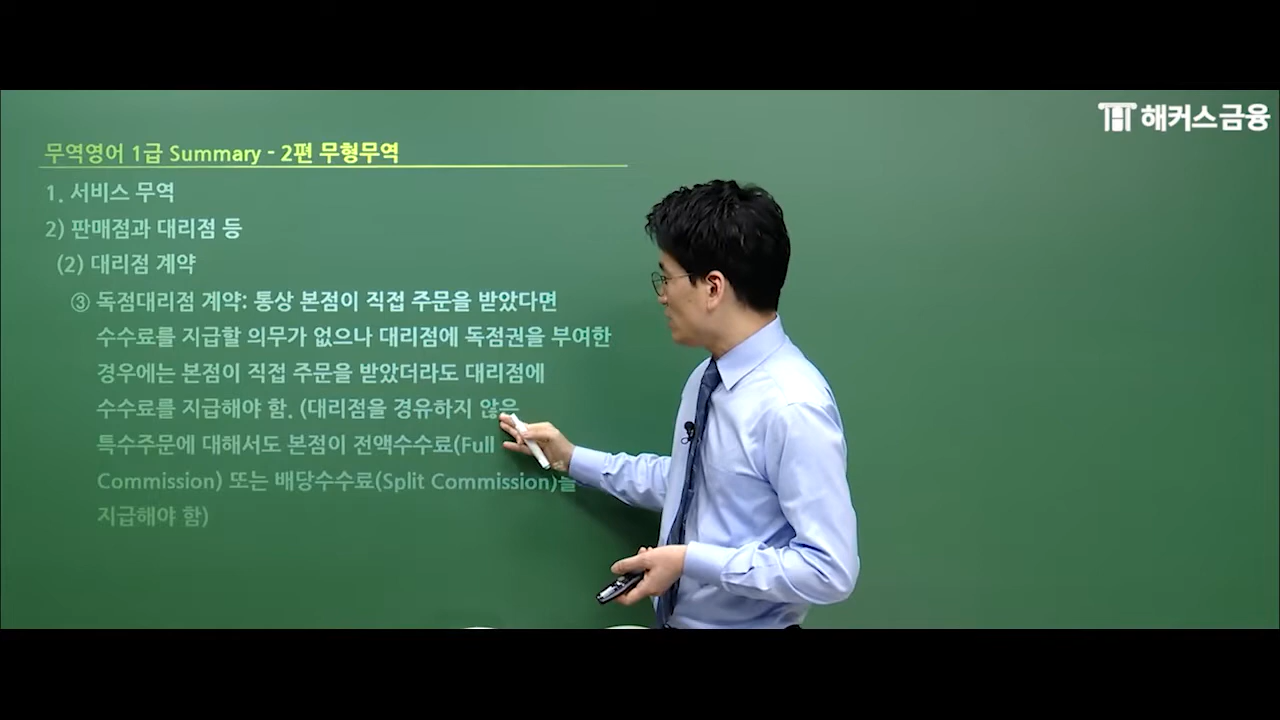 해커스금융
무역영어 1급 Summary - 2편 무형무역
1. 서비스 무역
2) 판매점과 대리점 등
(2) 대리점 계약
③ 독점대리점 계약: 통상 본점이 직접 주문을 받았다면
수수료를 지급할 의무가 없으나 대리점에 독점권을 부여한
경우에는 본점이 직접 주문을 받았더라도 대리점에
수수료를 지급해야 함. (대리점을 경유하지 않은
특수주문에 대해서도 본점이 전액수수료(Full
Commission) 또는 배당수수료(Split Commission)를
지급해야 함)